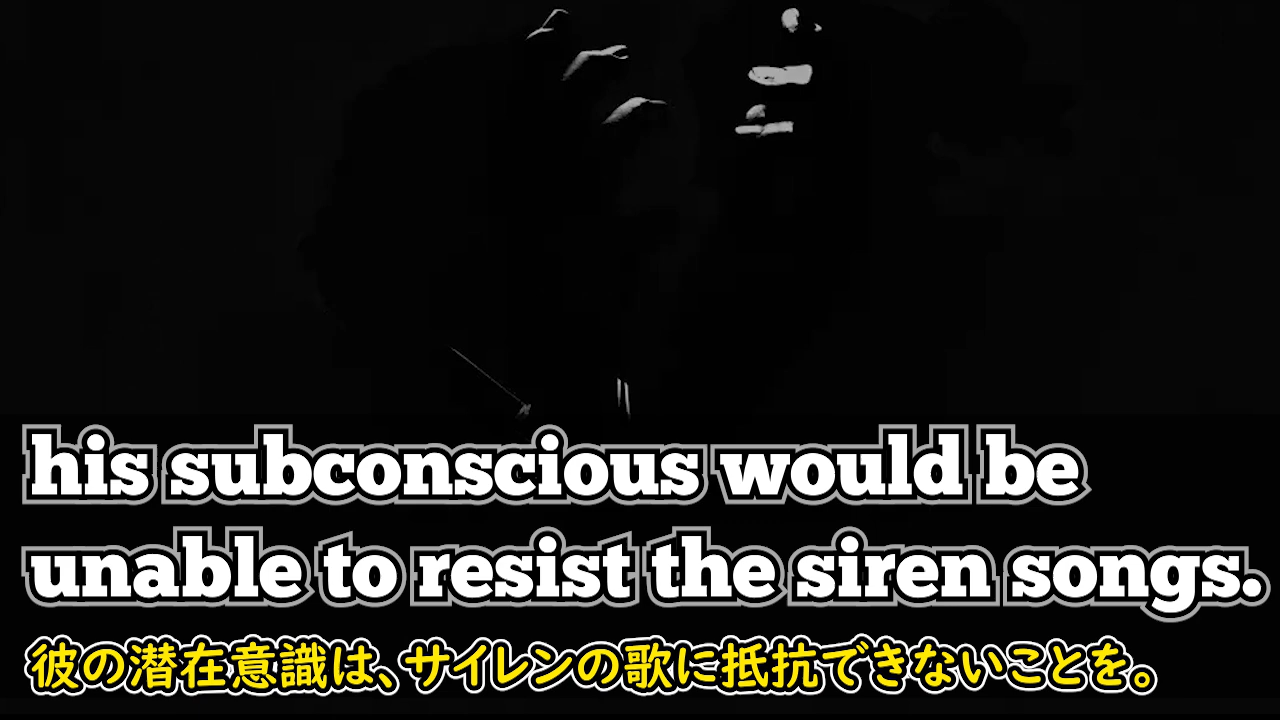 his subconscious would be
unable to resist the siren songs.
彼の潜在意識は、サイレンの歌に抵抗できないことを。